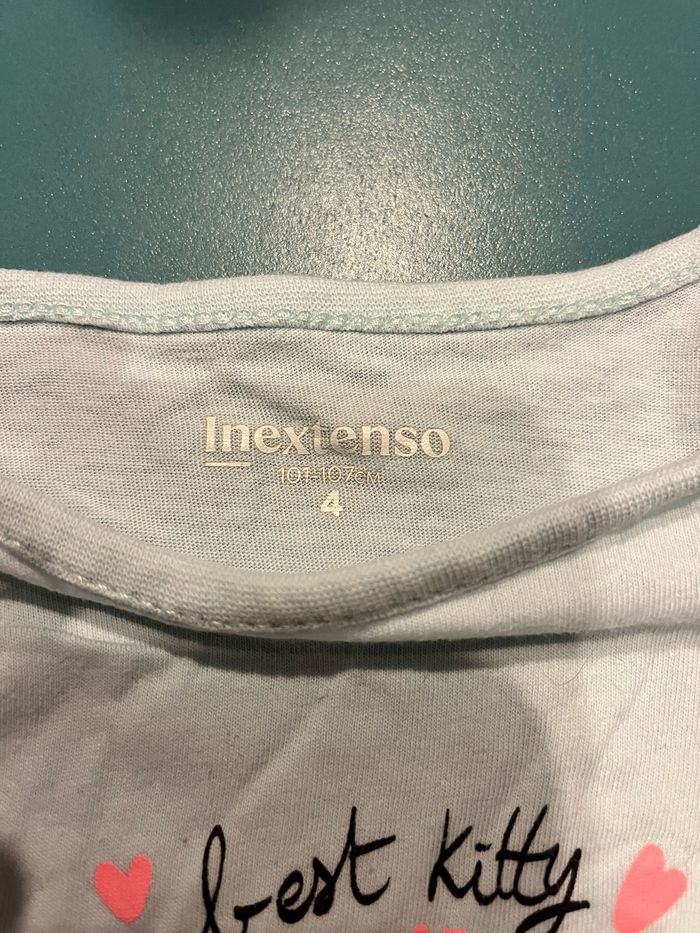 Inextenso
101-107CM
4
best kitty